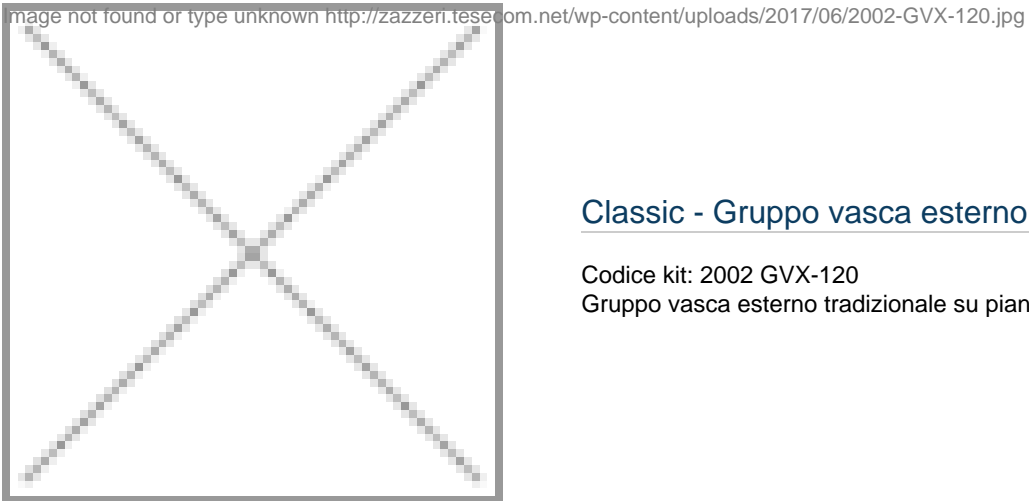 Image not found or type unknown http://zazzeri.tesecom.net/wp-content/uploads/2017/06/2002-GVX-120.jpg
Classic - Gruppo vasca esterno
Codice kit: 2002 GVX-120
Gruppo vasca esterno tradizionale su pian